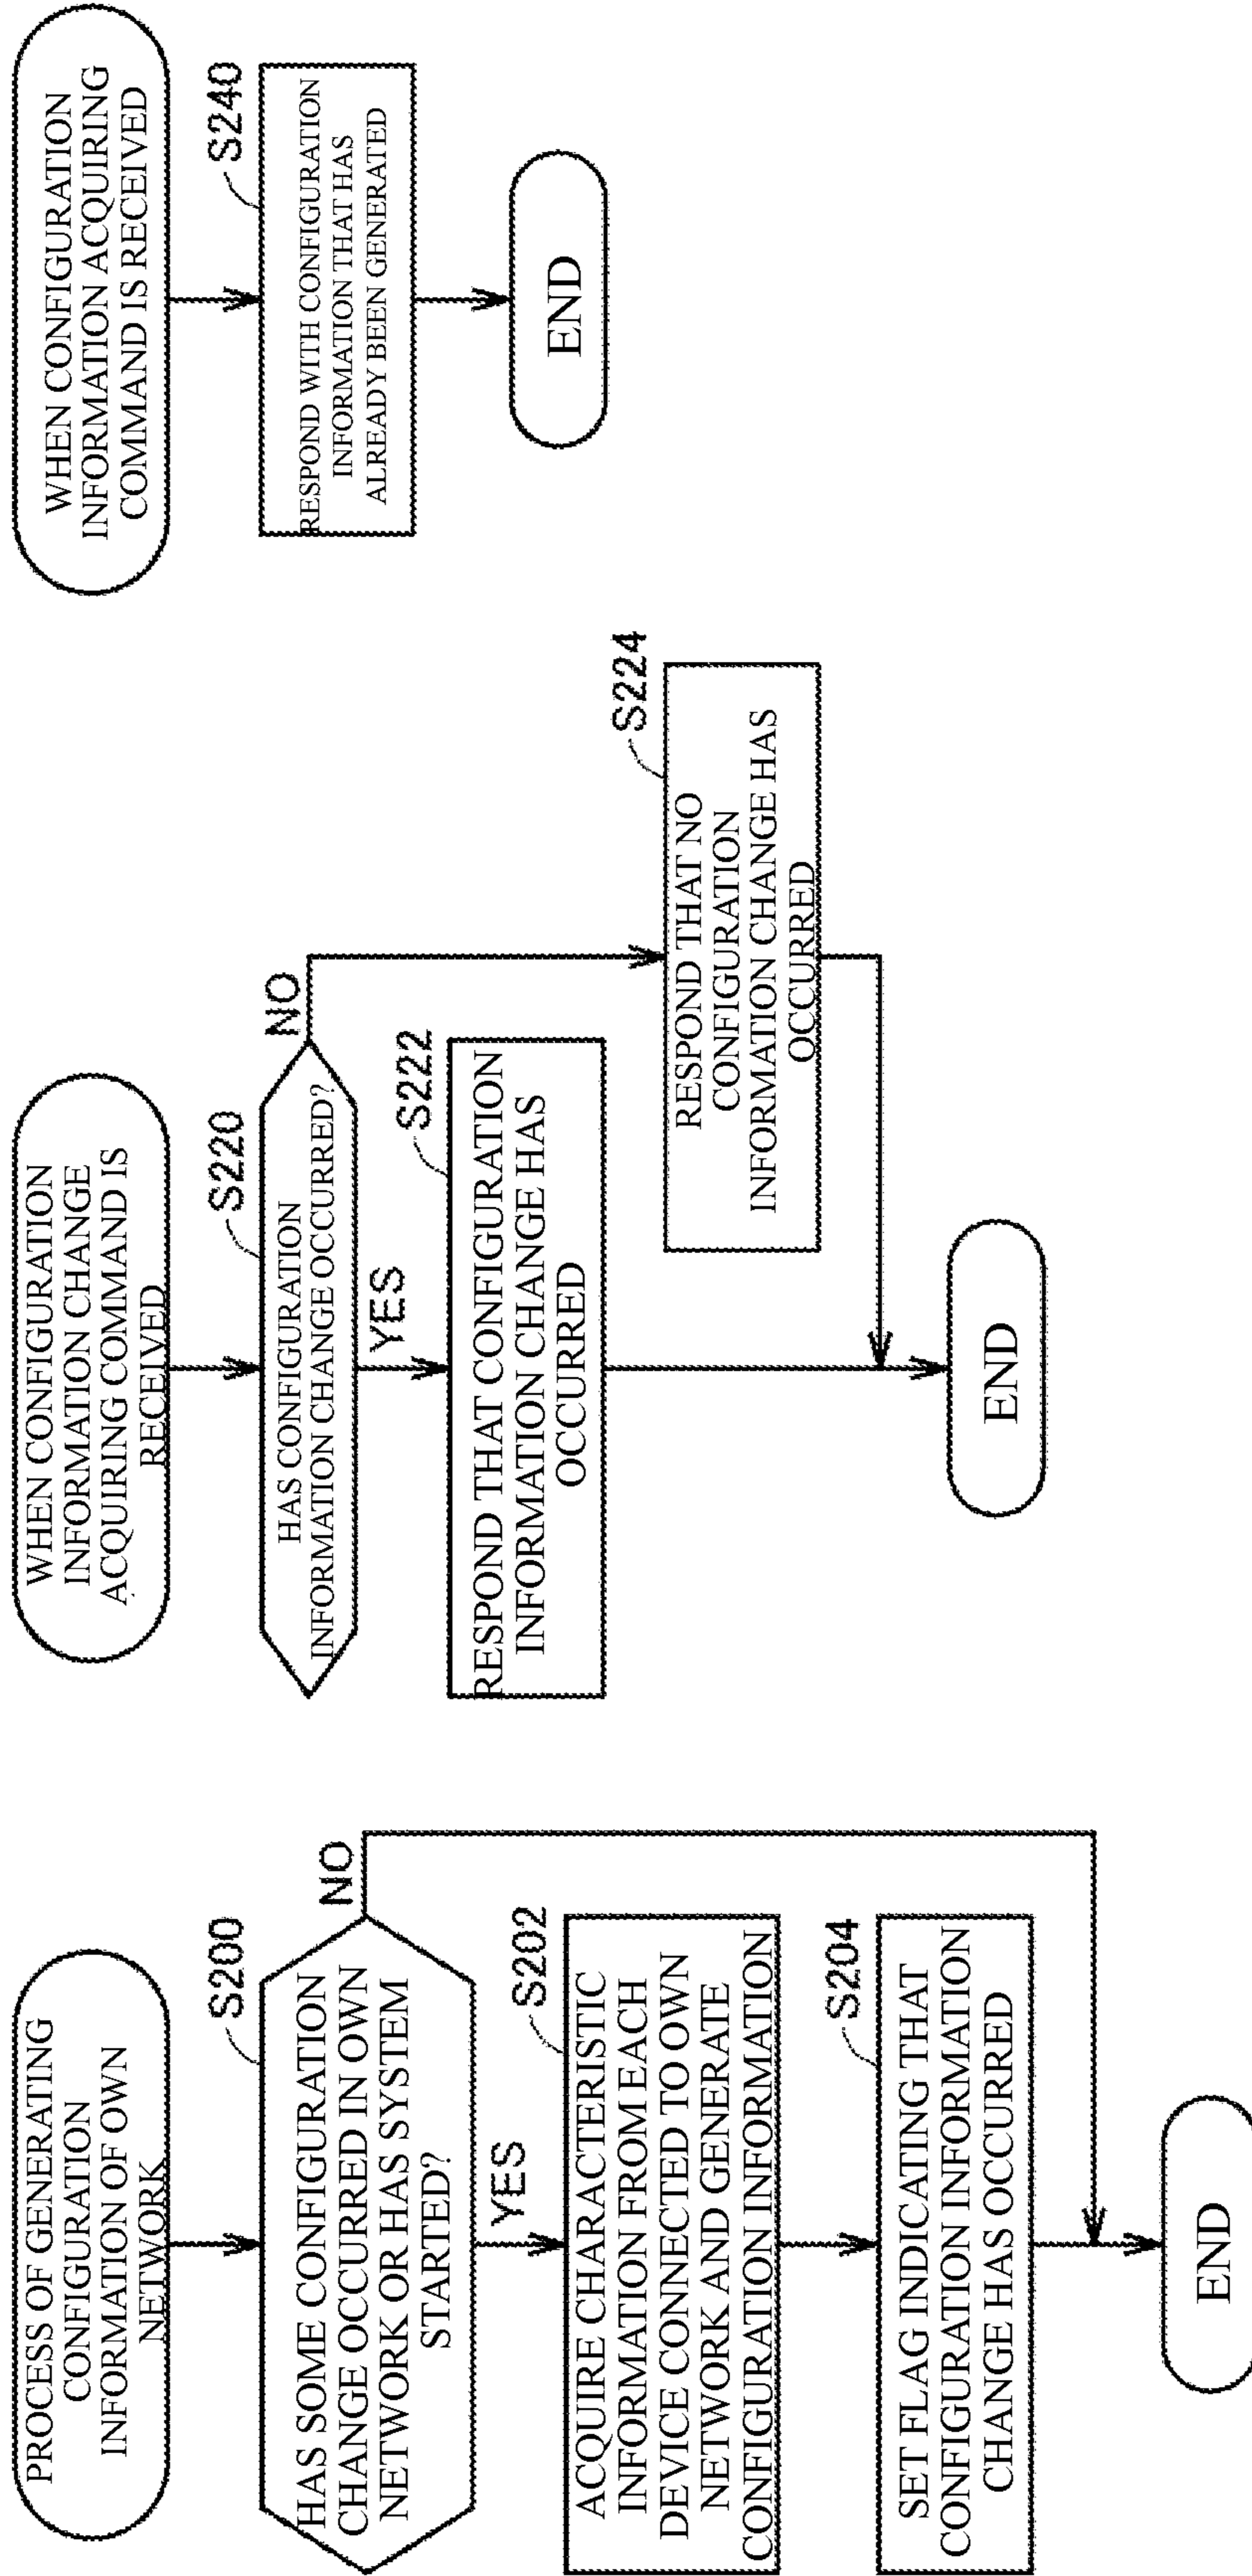 PROCESS OF GENERATING
CONFIGURATION
INFORMATION OF OWN
NETWORK
S200
HAS SOME CONFIGURATION
CHANGE OCCURRED IN OWN
NETWORK OR HAS SYSTEM
STARTED?
NO
YES
S202
ACQUIRE CHARACTERISTIC
INFORMATION FROM EACH
DEVICE CONNECTED TO OWN
NETWORK AND GENERATE
CONFIGURATION INFORMATION
S204
SET FLAG INDICATING THAT
CONFIGURATION INFORMATION
CHANGE HAS OCCURRED
END
WHEN CONFIGURATION
INFORMATION CHANGE
ACQUIRING COMMAND IS
RECEIVED
S220
HAS CONFIGURATION
INFORMATION CHANGE OCCURRED?
NO
YES
S222
RESPOND THAT CONFIGURATION
INFORMATION CHANGE HAS
OCCURRED
S224
RESPOND THAT NO
CONFIGURATION
INFORMATION CHANGE HAS
OCCURRED
END
WHEN CONFIGURATION
INFORMATION ACQUIRING
COMMAND IS RECEIVED
S240
RESPOND WITH CONFIGURATION
INFORMATION THAT HAS
ALREADY BEEN GENERATED
END